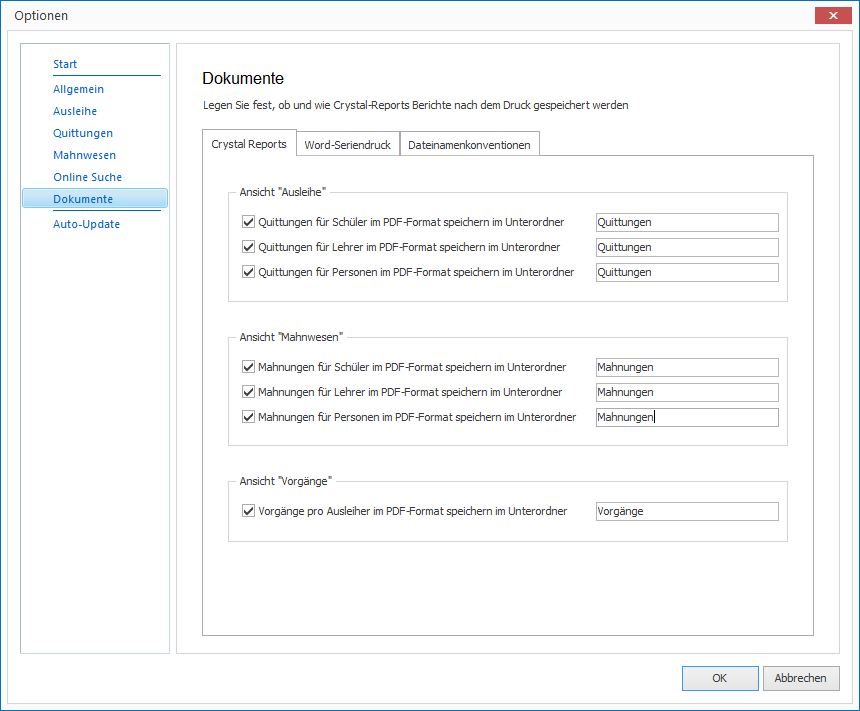 Optionen
Start
Allgemein
Ausleihe
Quittungen
Mahnwesen
Online Suche
Dokumente
Auto-Update
Dokumente
Legen Sie fest, ob und wie Crystal-Reports Berichte nach dem Druck gespeichert werden
Crystal Reports Word-Seriendruck Dateinamenkonventionen
Ansicht "Ausleihe"
Quittungen für Schüler im PDF-Format speichern im Unterordner Quittungen
Quittungen für Lehrer im PDF-Format speichern im Unterordner Quittungen
Quittungen für Personen im PDF-Format speichern im Unterordner Quittungen
Ansicht "Mahnwesen"
Mahnungen für Schüler im PDF-Format speichern im Unterordner Mahnungen
Mahnungen für Lehrer im PDF-Format speichern im Unterordner Mahnungen
Mahnungen für Personen im PDF-Format speichern im Unterordner Mahnungen
Ansicht "Vorgänge"
Vorgänge pro Ausleiher im PDF-Format speichern im Unterordner Vorgänge
OK Abbrechen